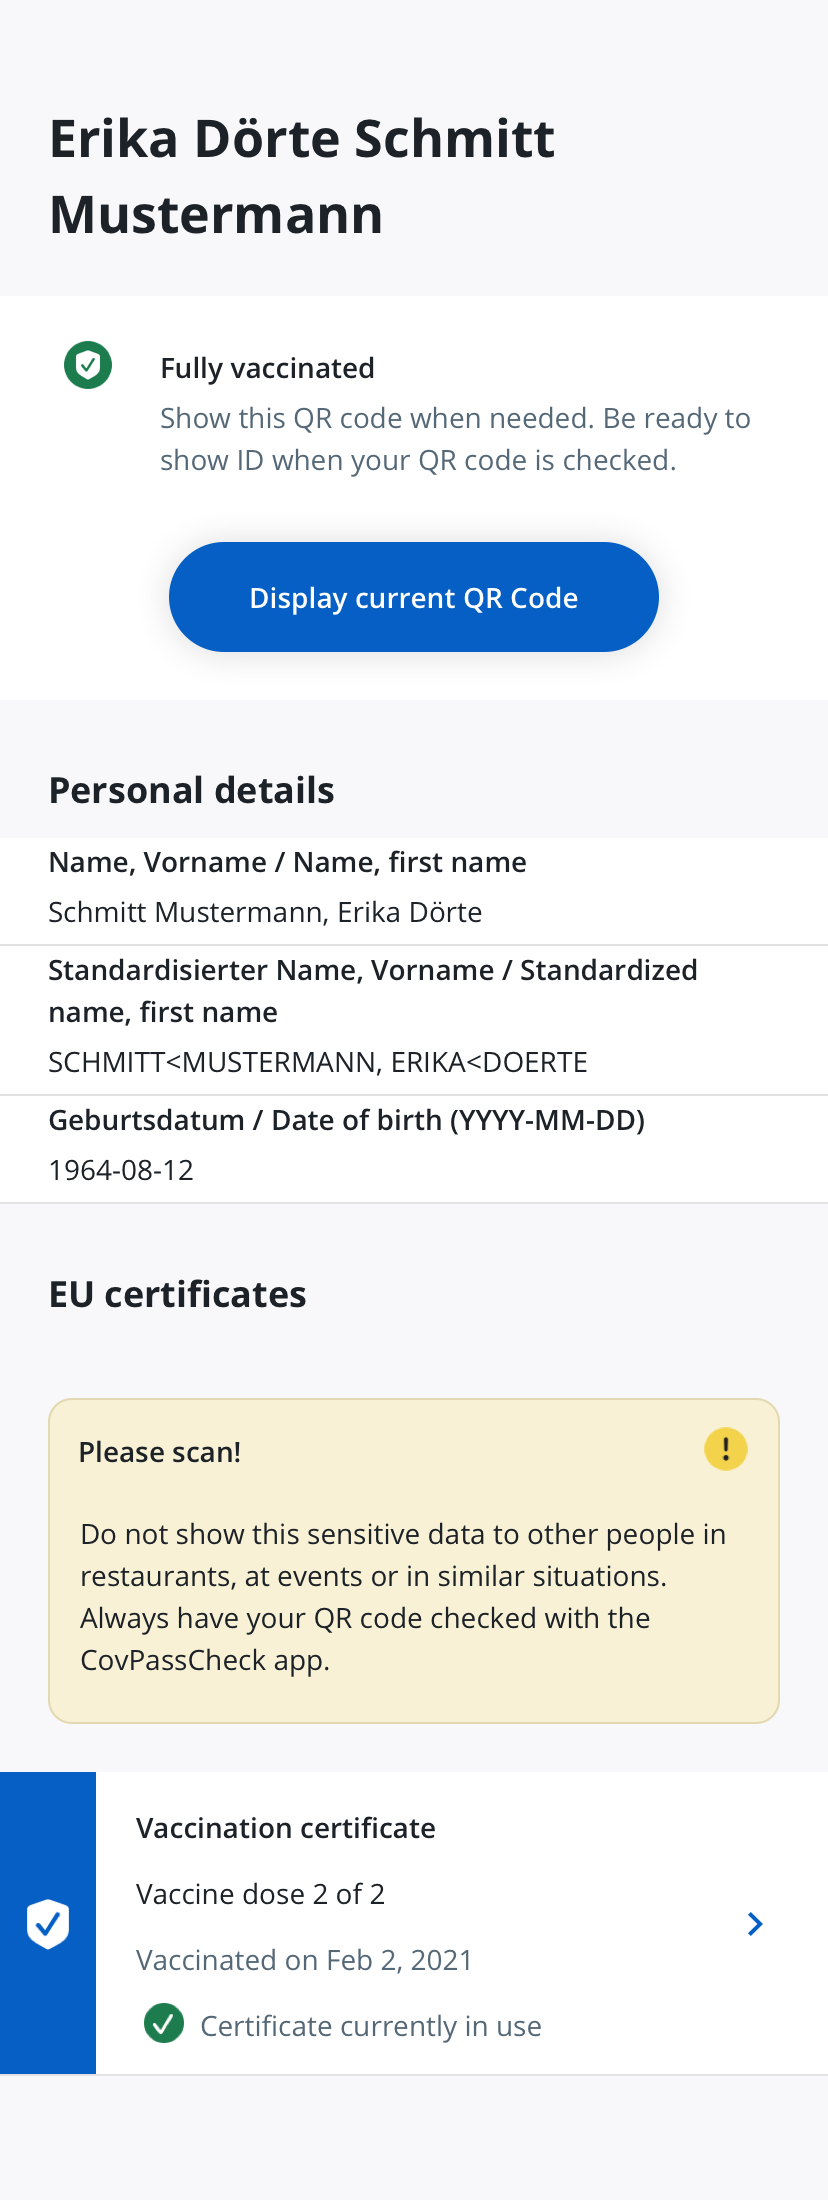 Erika Dörte Schmitt
Mustermann
Fully vaccinated
Show this QR code when needed. Be ready to
show ID when your QR code is checked.
Display current QR Code
Personal details
Name, Vorname / Name, first name
Schmitt Mustermann, Erika Dörte
Standardisierter Name, Vorname / Standardized
name, first name
SCHMITT<MUSTERMANN, ERIKA<DOERTE
Geburtsdatum / Date of birth (YYYY-MM-DD)
1964-08-12
EU certificates
Please scan!
Do not show this sensitive data to other people in
restaurants, at events or in similar situations.
Always have your QR code checked with the
CovPassCheck app.
Vaccination certificate
Vaccine dose 2 of 2
Vaccinated on Feb 2, 2021
Certificate currently in use